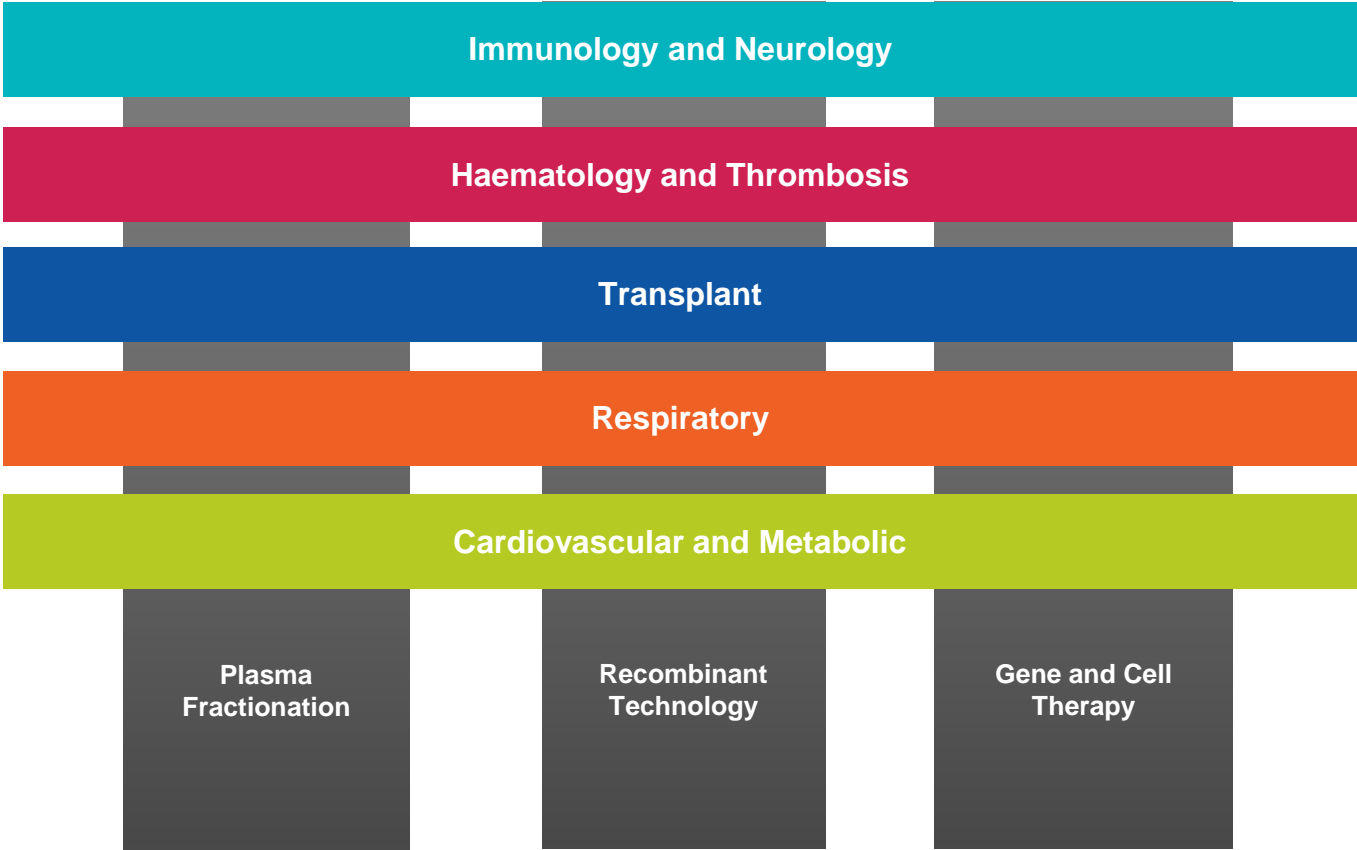 Immunology and Neurology
Haematology and Thrombosis
Transplant
Respiratory
Cardiovascular and Metabolic
Plasma
Fractionation
Recombinant
Technology
Gene and Cell
Therapy